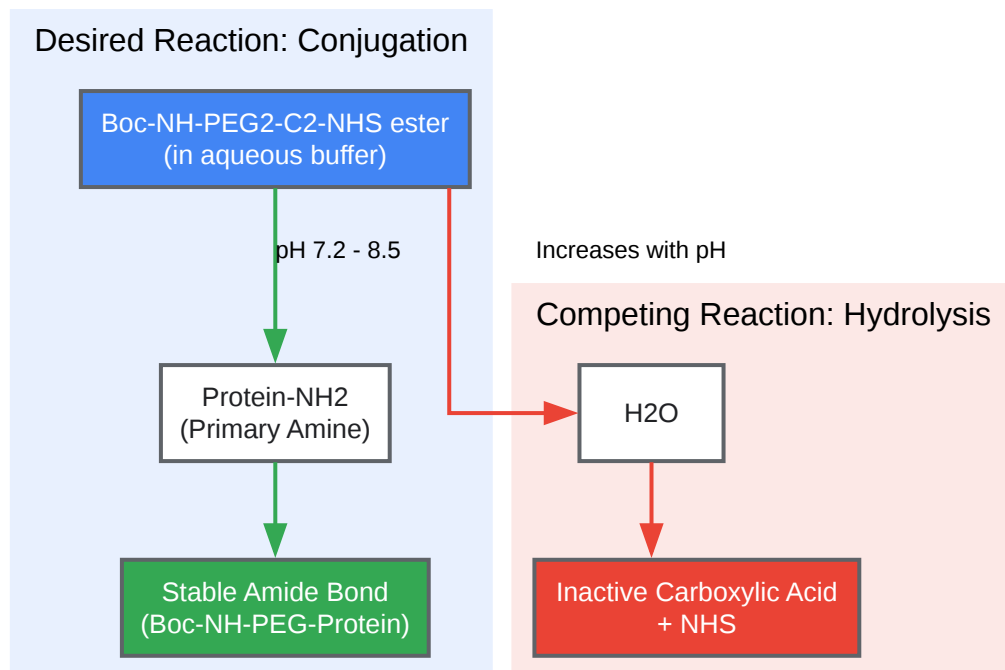 Desired Reaction: Conjugation
Boc-NH-PEG2-C2-NHS ester
(in aqueous buffer)
pH 7.2 - 8.5
Protein-NH2
(Primary Amine)
Stable Amide Bond
(Boc-NH-PEG-Protein)
Increases with pH
Competing Reaction: Hydrolysis
H2O
Inactive Carboxylic Acid
+ NHS